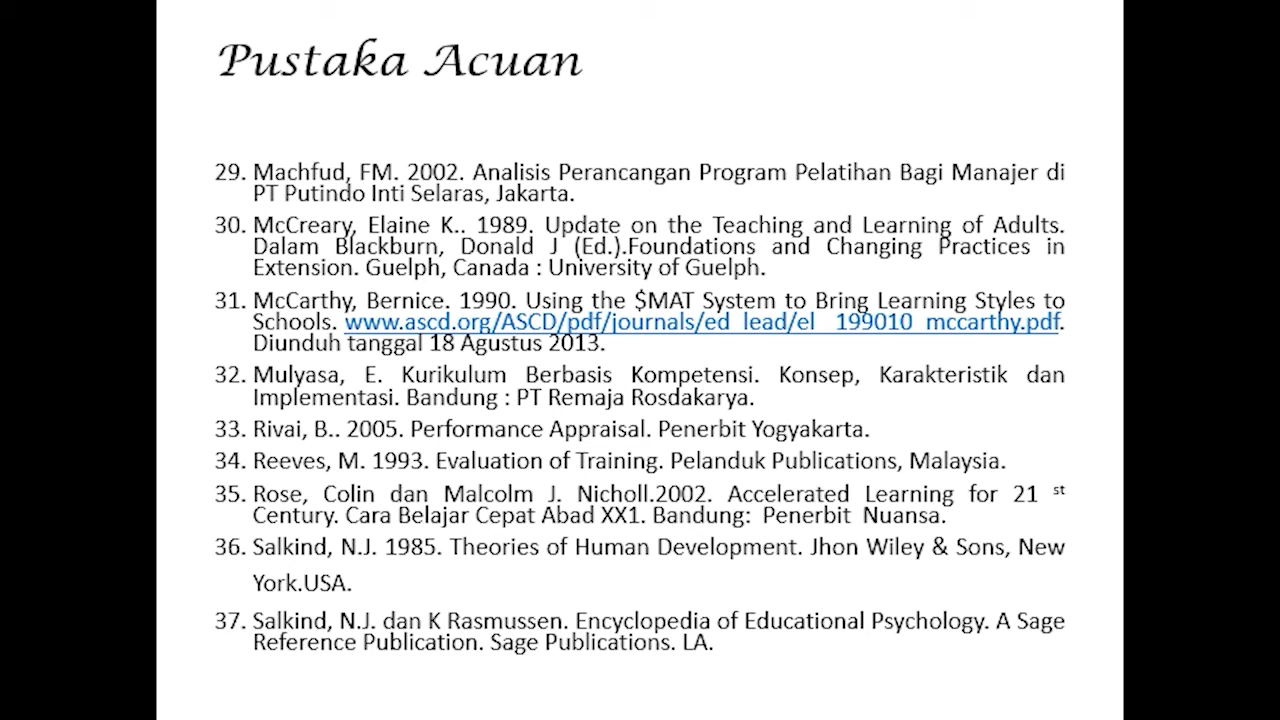 Pustaka Acuan
29. Machfud, FM. 2002. Analisis Perancangan Program Pelatihan Bagi Manajer di
PT Putindo Inti Selaras, Jakarta.
30. McCreary, Elaine K.. 1989. Update on the Teaching and Learning of Adults.
Dalam Blackburn, Donald J (Ed.).Foundations and Changing Practices in
Extension. Guelph, Canada : University of Guelph.
31. McCarthy, Bernice. 1990. Using the $MAT System to Bring Learning Styles to
Schools. www.ascd.org/ASCD/pdf/journals/ed_lead/el_199010_mccarthy.pdf.
Diunduh tanggal 18 Agustus 2013.
32. Mulyasa, E. Kurikulum Berbasis Kompetensi. Konsep, Karakteristik dan
Implementasi. Bandung : PT Remaja Rosdakarya.
33. Rivai, B.. 2005. Performance Appraisal. Penerbit Yogyakarta.
34. Reeves, M. 1993. Evaluation of Training. Pelanduk Publications, Malaysia.
35. Rose, Colin dan Malcolm J. Nicholl.2002. Accelerated Learning for 21 st
Century. Cara Belajar Cepat Abad XX1. Bandung: Penerbit Nuansa.
36. Salkind, N.J. 1985. Theories of Human Development. Jhon Wiley & Sons, New
York.USA.
37. Salkind, N.J. dan K Rasmussen. Encyclopedia of Educational Psychology. A Sage
Reference Publication. Sage Publications. LA.